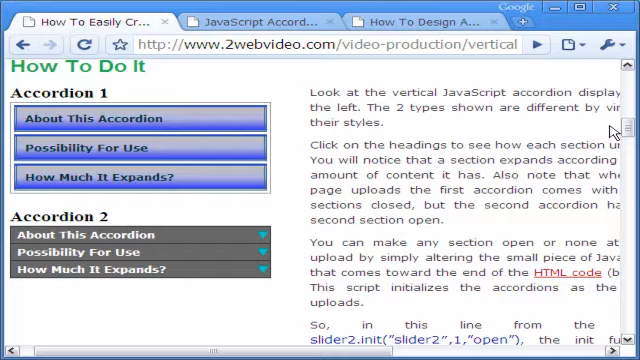 Google
How To Easily Cr...
JavaScript Accord...
How To Design A...
http://www.2webvideo.com/video-production/vertical
How To Do It
Accordion 1
About This Accordion
Possibility For Use
How Much It Expands?
Accordion 2
About This Accordion
Possibility For Use
How Much It Expands?
Look at the vertical JavaScript accordion display
the left. The 2 types shown are different by vir
their styles.
Click on the headings to see how each section un
You will notice that a section expands according
amount of content it has. Also note that whe
page uploads the first accordion comes with
sections closed, but the second accordion ha
second section open.
You can make any section open or none at
upload by simply altering the small piece of Java
that comes toward the end of the HTML code (b
This script initializes the accordions as the
uploads.
So, in this line from the
slider2.init("slider2",1,"open"), the init fun